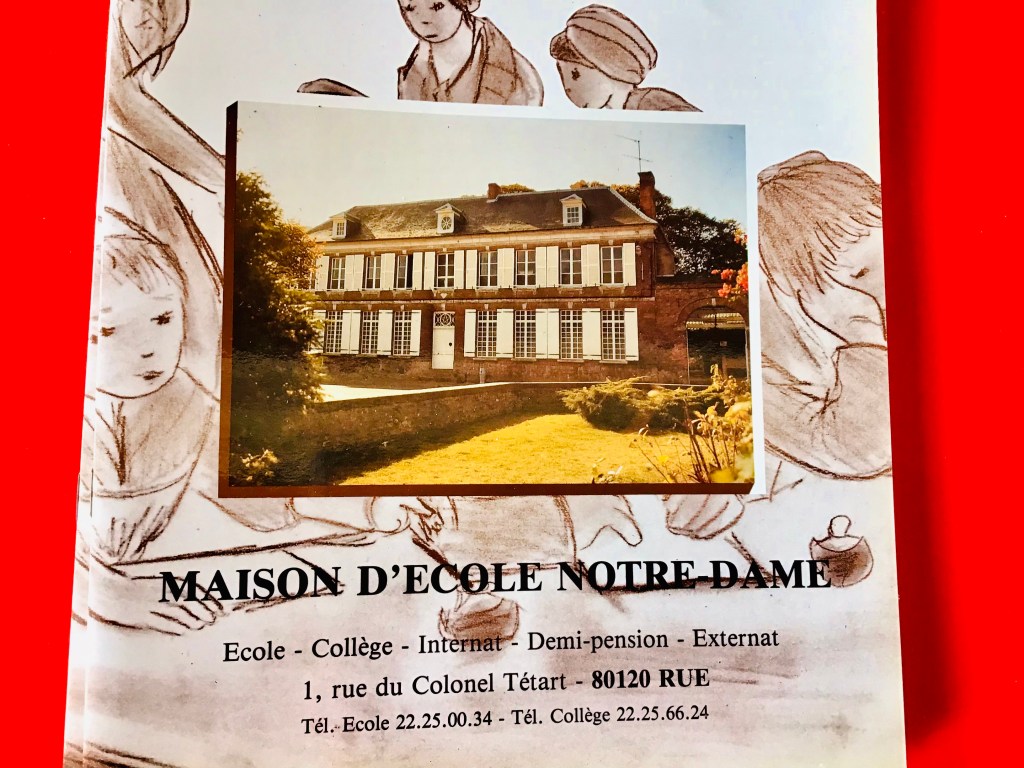 MAISON D'ECOLE NOTRE-DAME
Ecole - Collège - Internat - Demi-pension - Externat
1, rue du Colonel Tétart - 80120 RUE
Tél. Ecole 22.25.00.34 - Tél. Collège 22.25.66.24